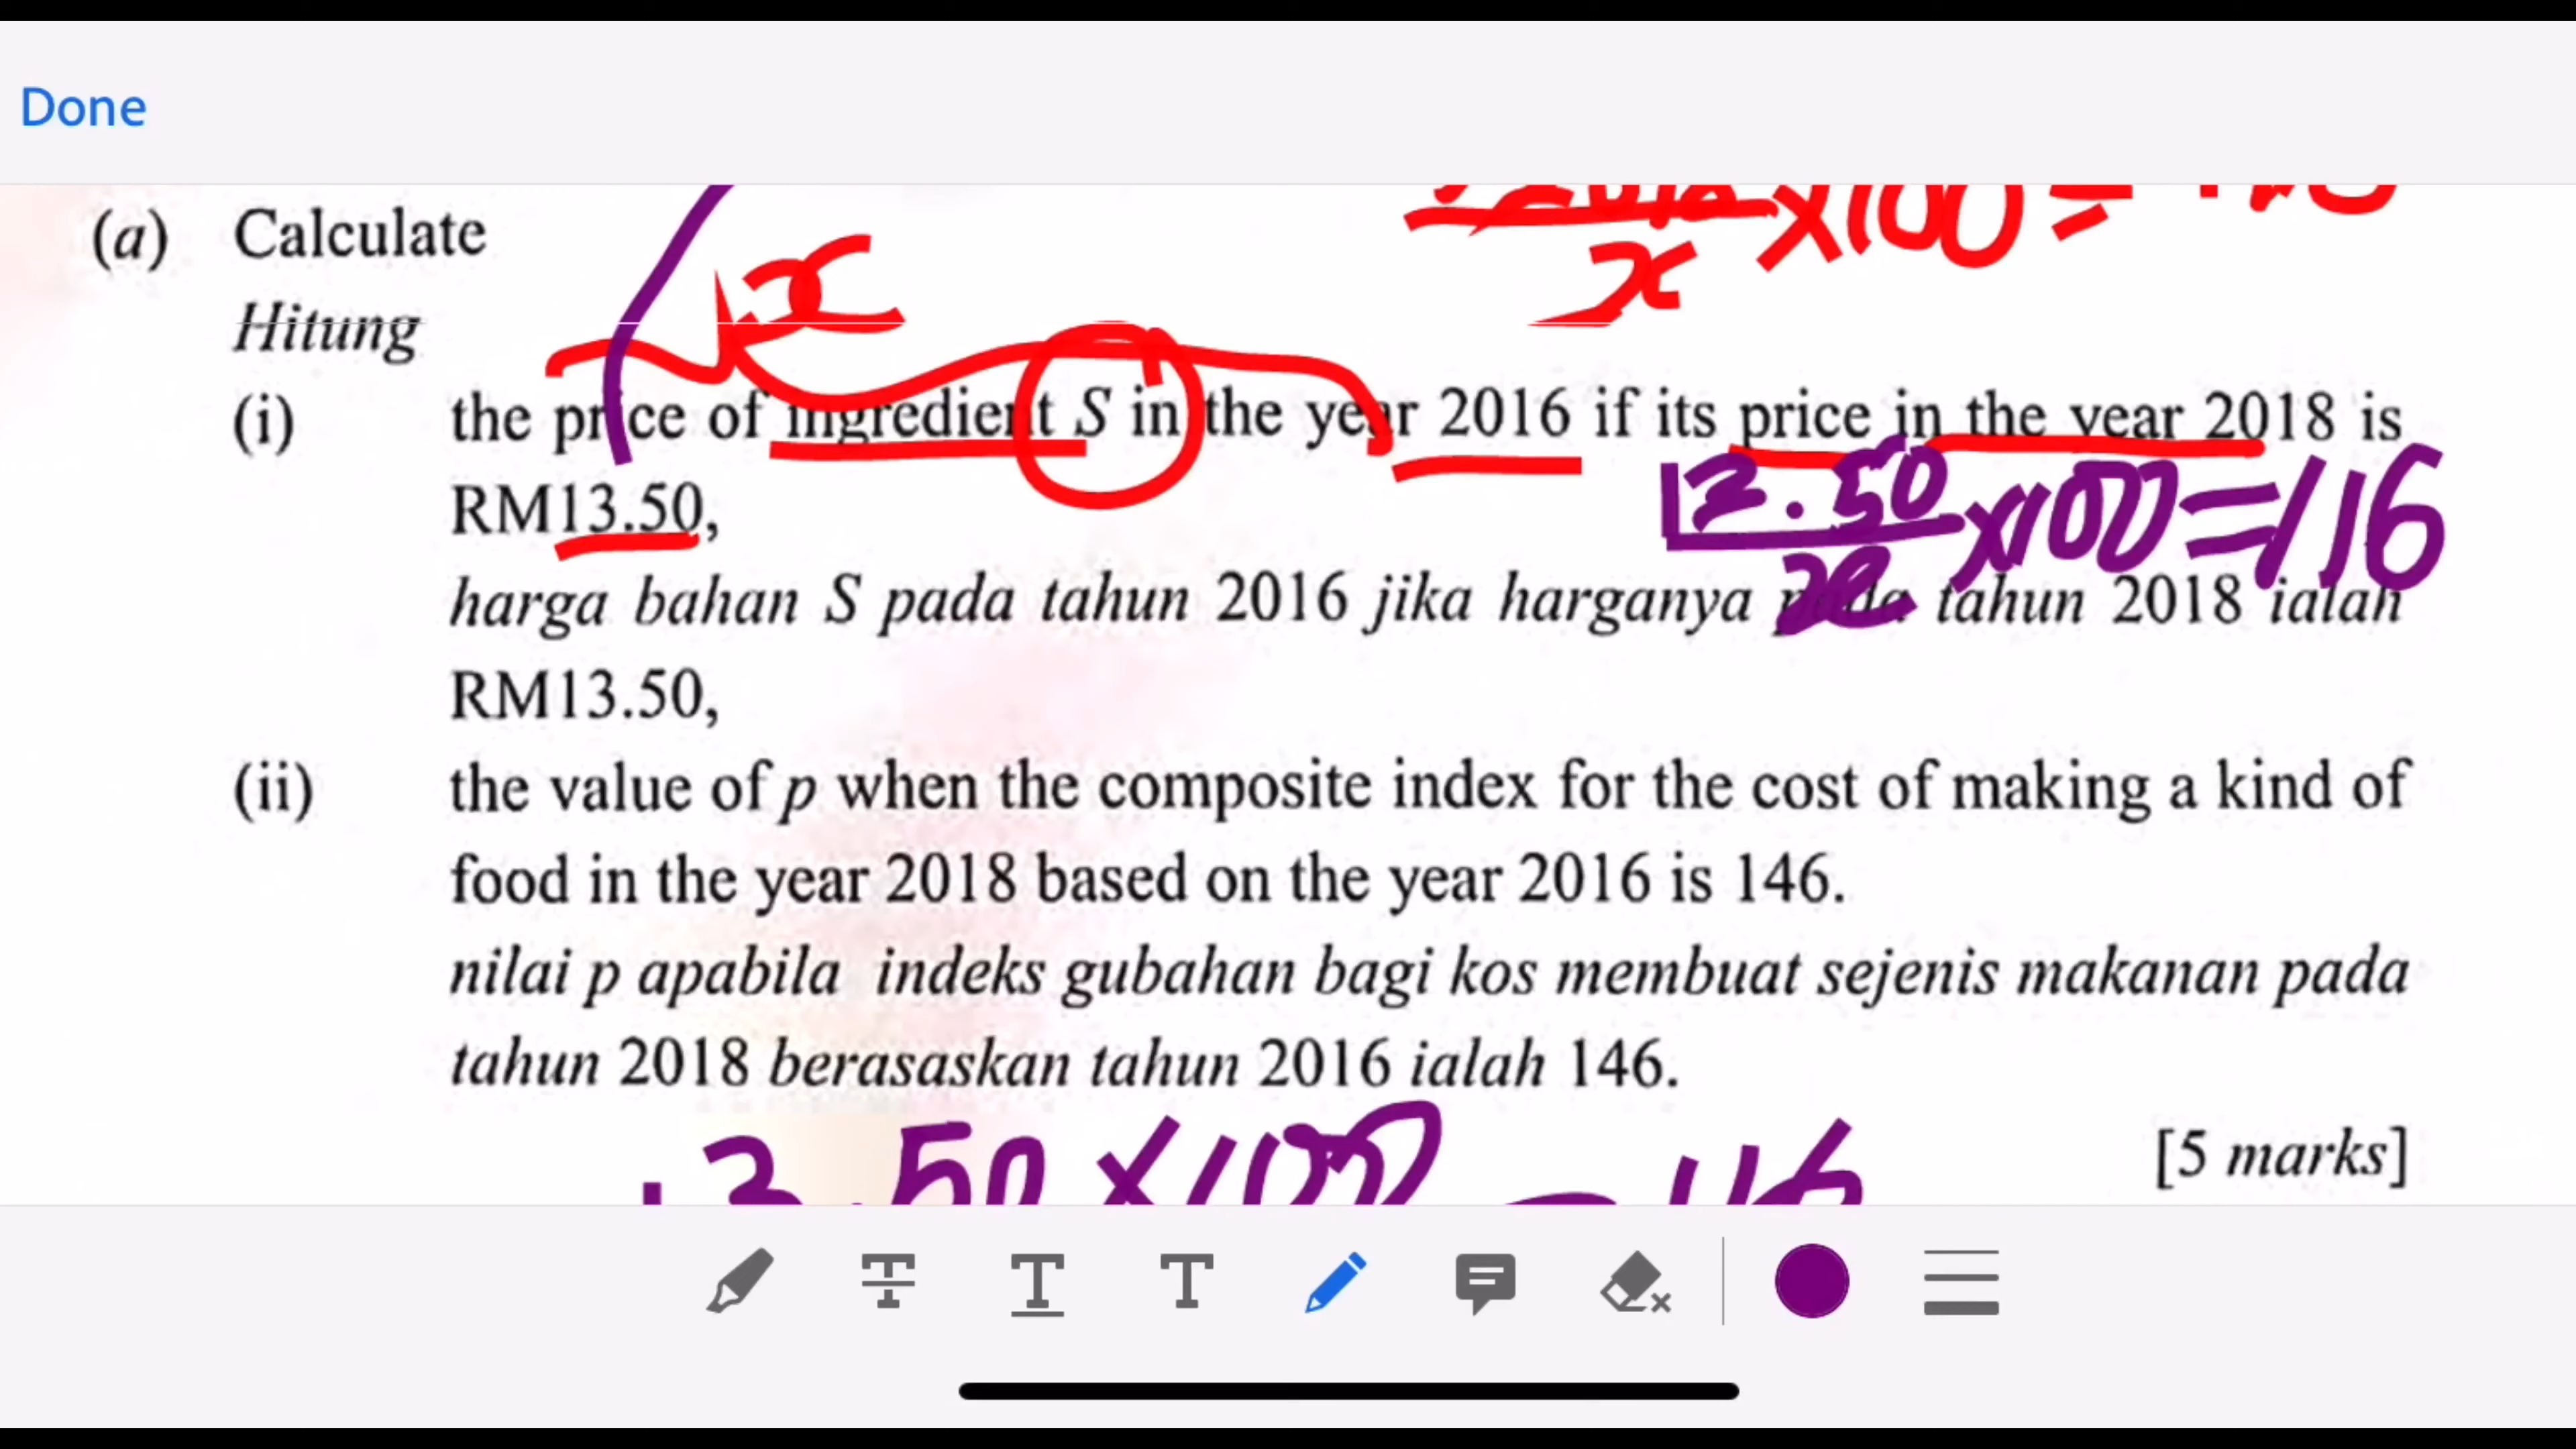 Done
(a) Calculate
x
x
×100 =
Hitung
(i) the price of ingredient S in the year 2016 if its price in the year 2018 is
RM13.50,
13.50
x
×100=116
harga bahan S pada tahun 2016 jika harganya pada tahun 2018 ialah
RM13.50,
(ii) the value of p when the composite index for the cost of making a kind of
food in the year 2018 based on the year 2016 is 146.
nilai p apabila indeks gubahan bagi kos membuat sejenis makanan pada
tahun 2018 berasaskan tahun 2016 ialah 146.
[5 marks]